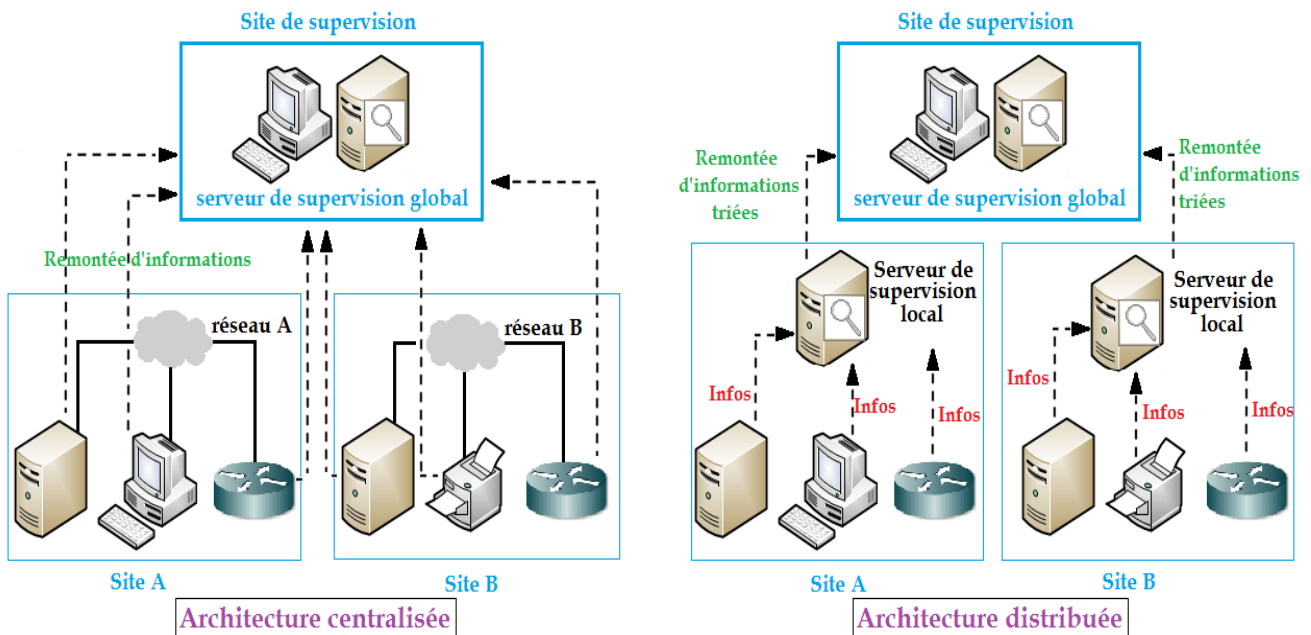 Site de supervision
serveur de supervision global
Remontée d'informations
réseau A
réseau B
Site A
Site B
Architecture centralisée
Site de supervision
serveur de supervision global
Remontée
d'informations
triées
Remontée
d'informations
triées
Serveur de
supervision
local
Serveur de
supervision
local
Infos
Infos
Infos
Infos
Infos
Infos
Site A
Site B
Architecture distribuée